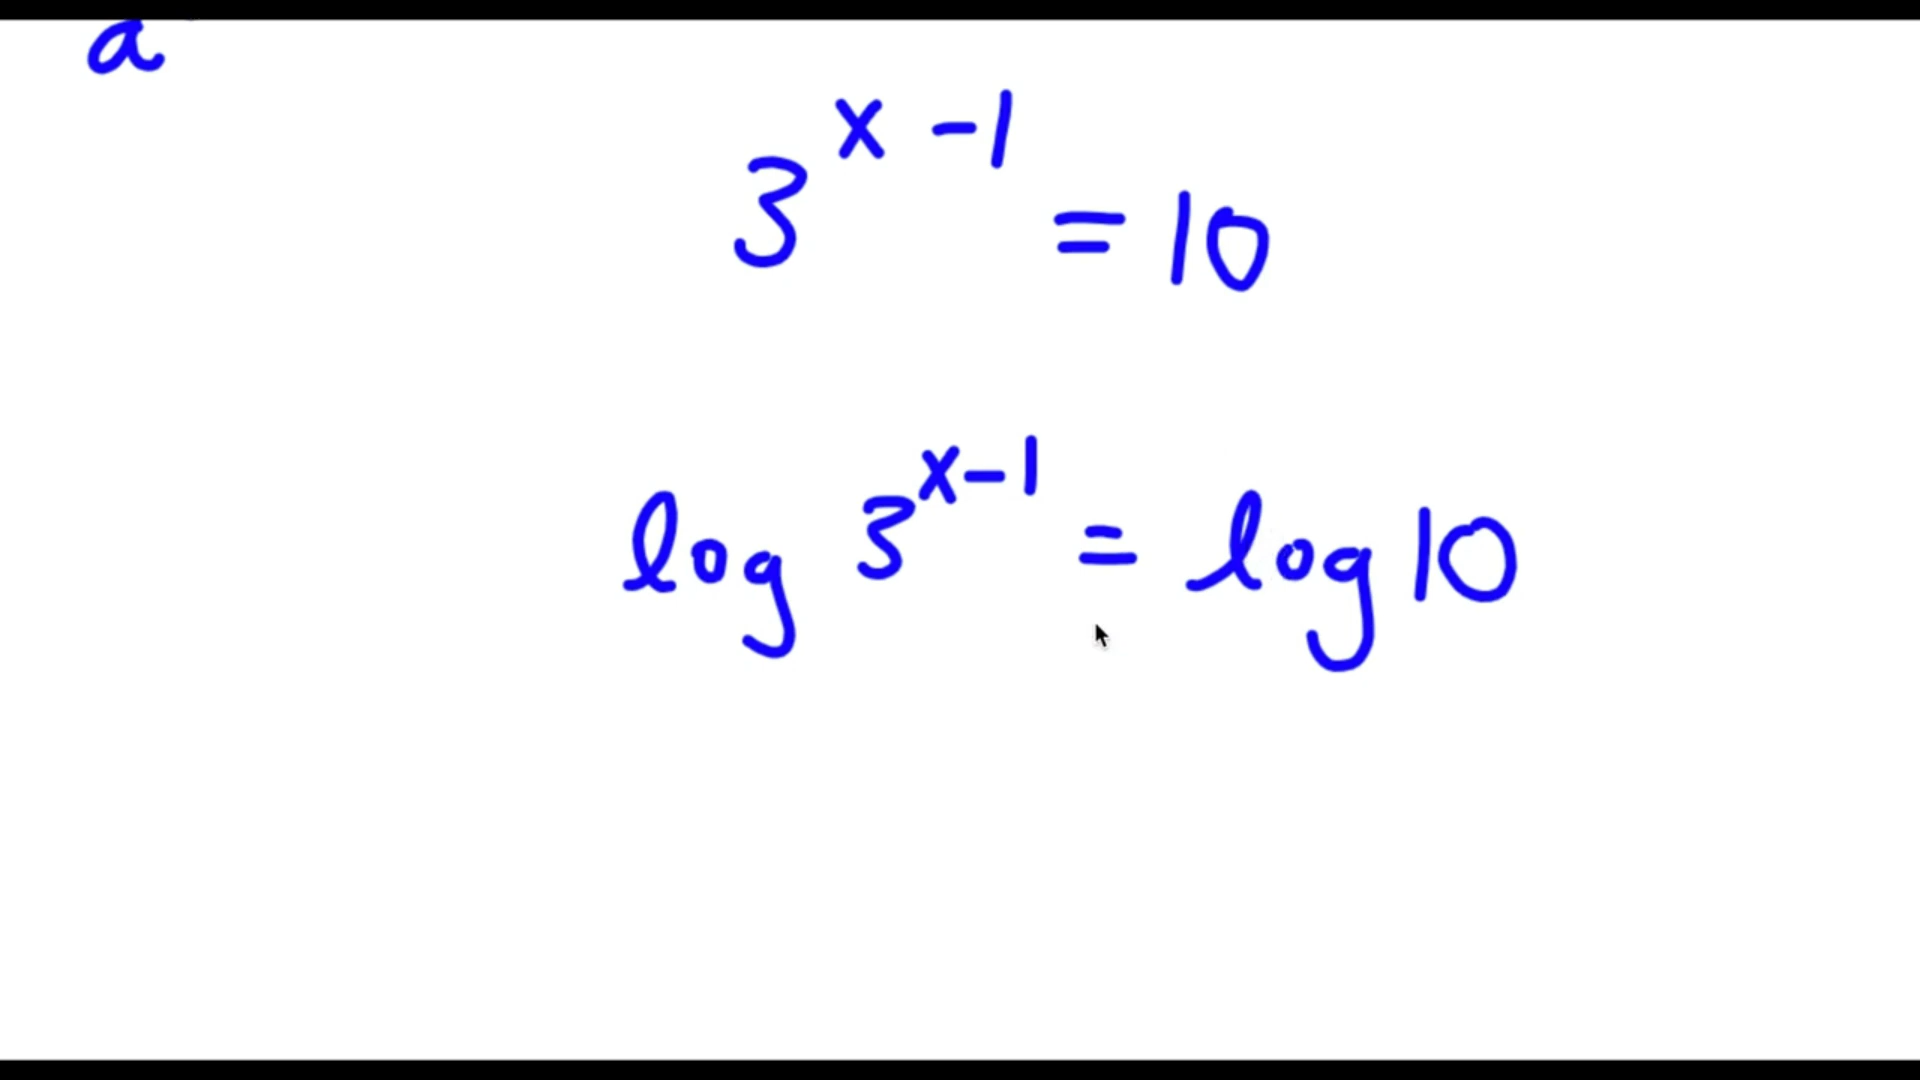 a
3^{x-1} = 10
log 3^{x-1} = log 10